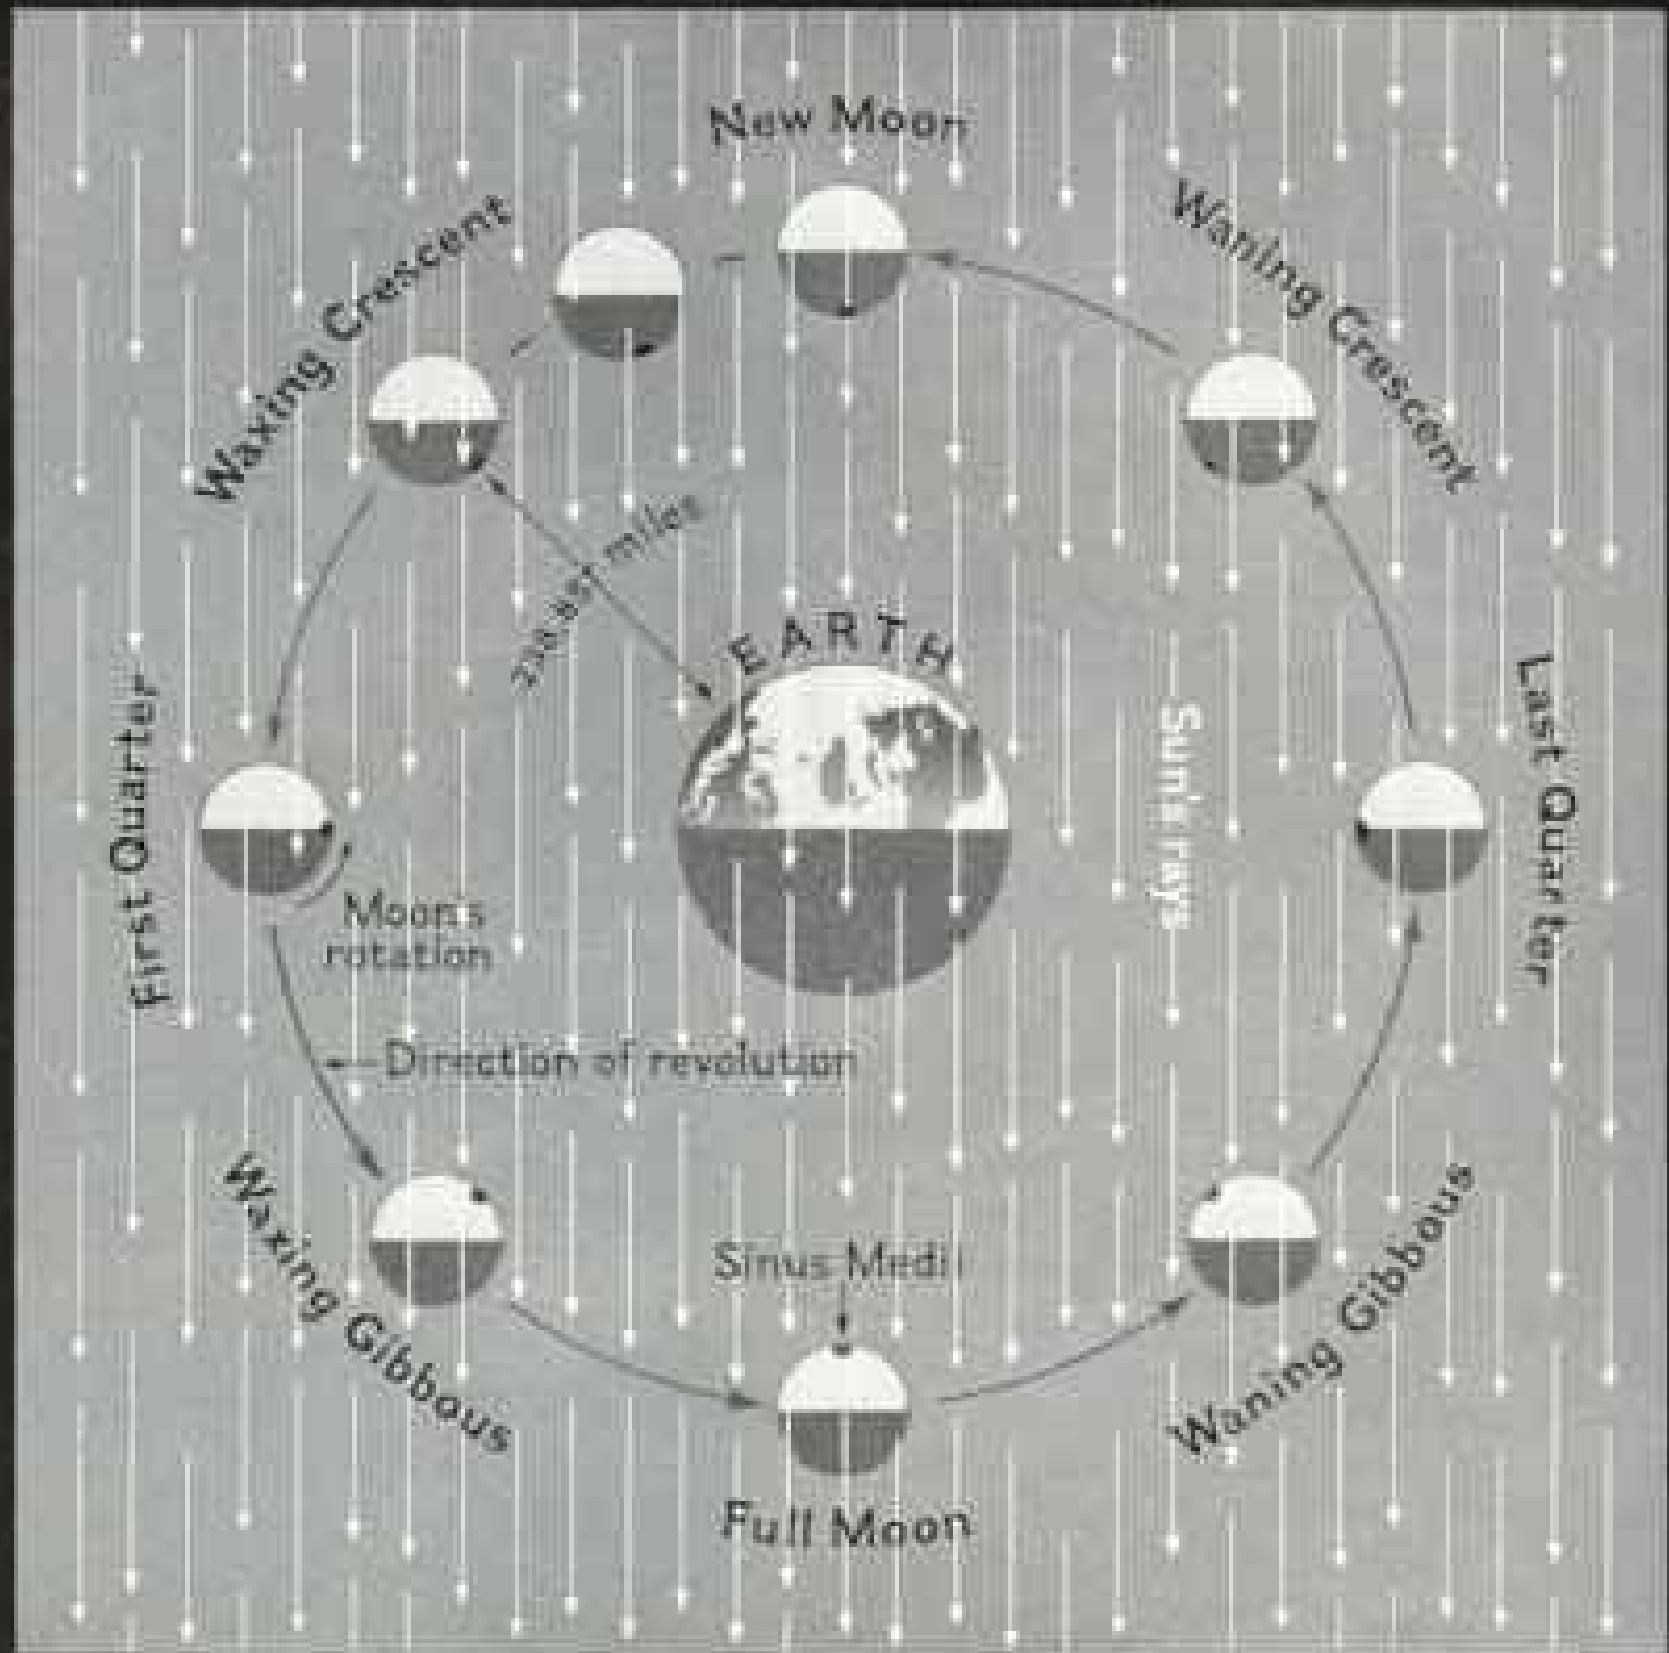 New Moon
Waxing Crescent
Waning Crescent
miles
EARTH
Sun's rays
First Quarter
Last Quarter
Moon's
rotation
Direction of revolution
Waxing Gibbous
Sinus Medii
Waning Gibbous
Full Moon